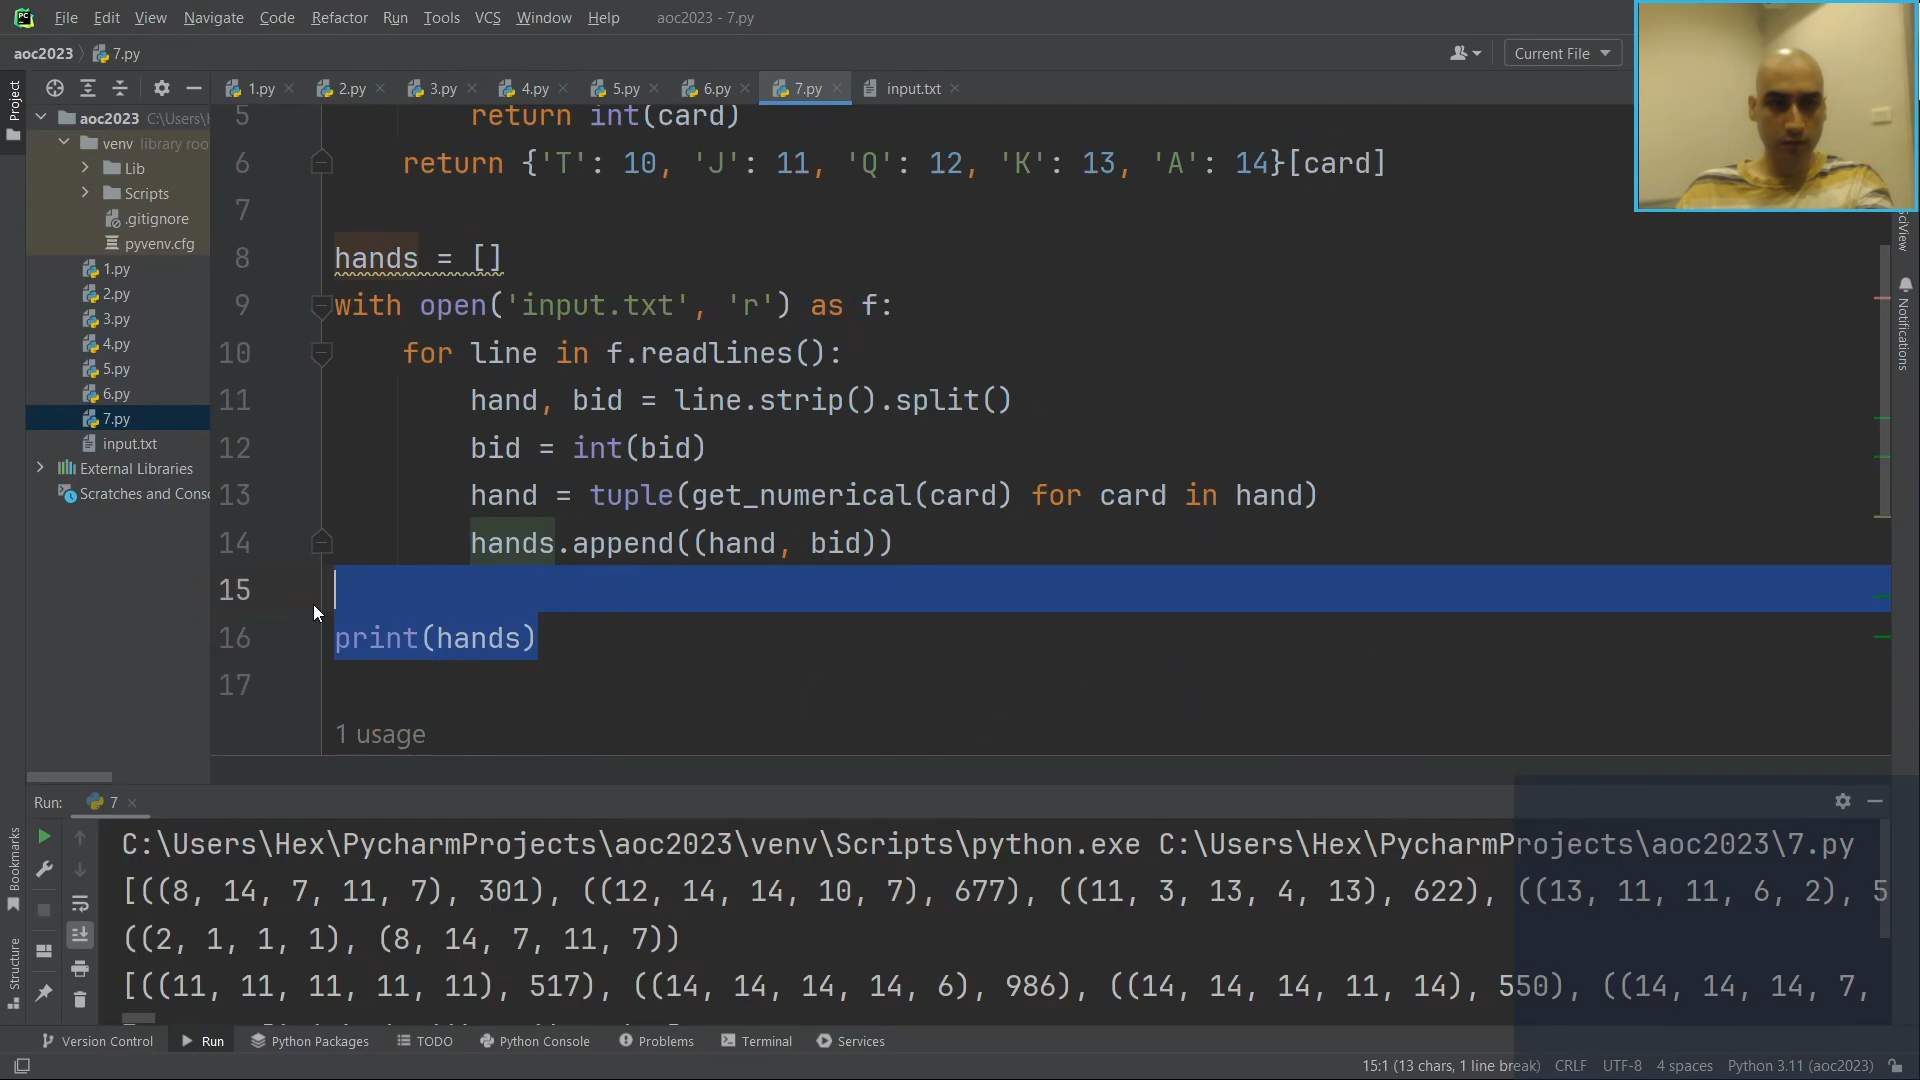 File Edit View Navigate Code Refactor Run Tools VCS Window Help aoc2023 - 7.py
aoc2023 7.py Current File
Project 1.py 2.py 3.py 4.py 5.py 6.py 7.py input.txt
aoc2023 C:\Users\H
venv library roo
Lib
Scripts
.gitignore
pyvenv.cfg
1.py
2.py
3.py
4.py
5.py
6.py
7.py
input.txt
External Libraries
Scratches and Conso
5 return int(card)
6 return {'T': 10, 'J': 11, 'Q': 12, 'K': 13, 'A': 14}[card]
7
8 hands = []
9 with open('input.txt', 'r') as f:
10 for line in f.readlines():
11 hand, bid = line.strip().split()
12 bid = int(bid)
13 hand = tuple(get_numerical(card) for card in hand)
14 hands.append((hand, bid))
15
16 print(hands)
17
1 usage
SciView
Notifications
Run: 7
Bookmarks
Structure
C:\Users\Hex\PycharmProjects\aoc2023\venv\Scripts\python.exe C:\Users\Hex\PycharmProjects\aoc2023\7.py
[((8, 14, 7, 11, 7), 301), ((12, 14, 14, 10, 7), 677), ((11, 3, 13, 4, 13), 622), ((13, 11, 11, 6, 2), 5
((2, 1, 1, 1), (8, 14, 7, 11, 7))
[((11, 11, 11, 11, 11), 517), ((14, 14, 14, 14, 6), 986), ((14, 14, 14, 11, 14), 550), ((14, 14, 14, 7,
Version Control Run Python Packages TODO Python Console Problems Terminal Services
15:1 (13 chars, 1 line break) CRLF UTF-8 4 spaces Python 3.11 (aoc2023)